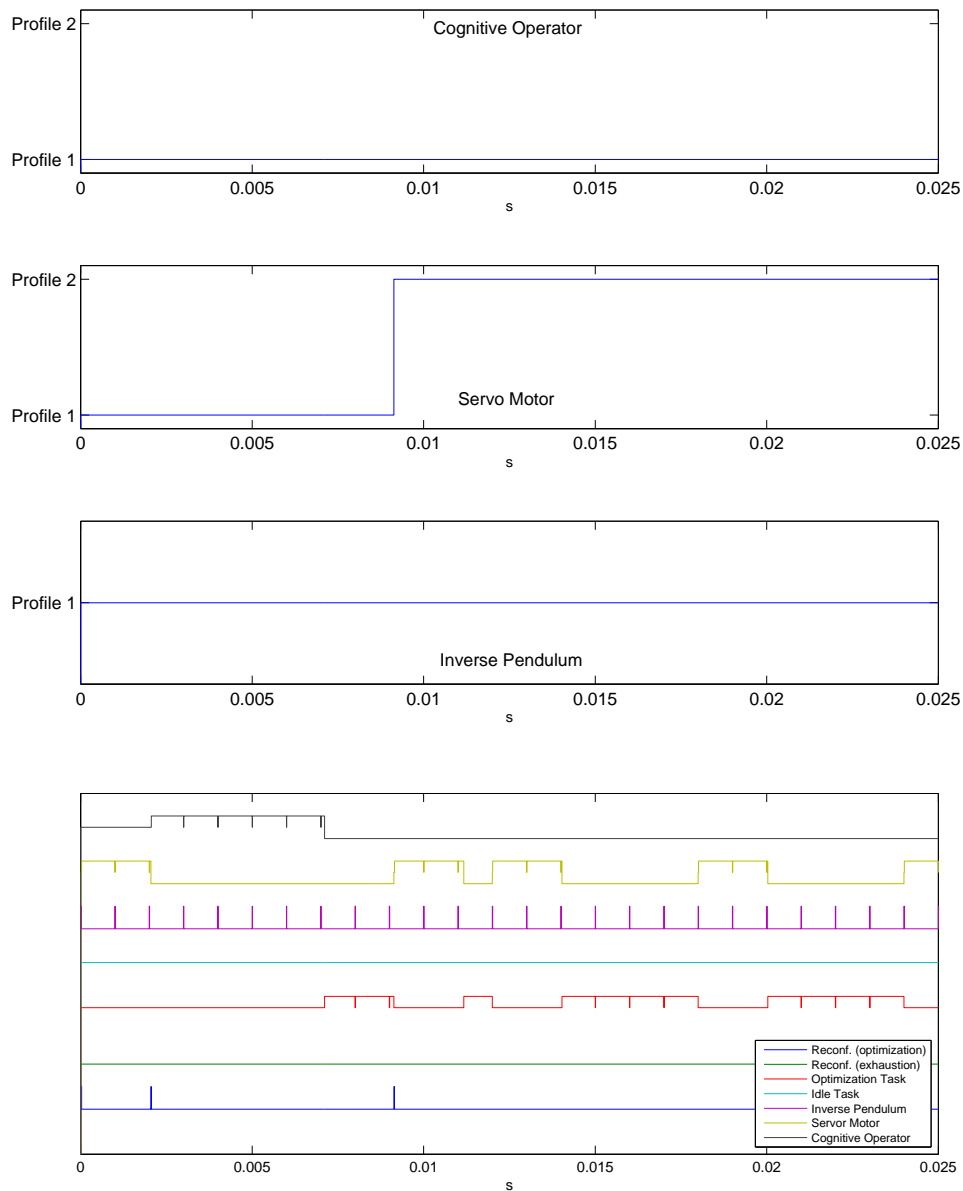 Profile 2
Cognitive Operator
Profile 1
0 0.005 0.01 0.015 0.02 0.025
s
Profile 2
Servo Motor
Profile 1
0 0.005 0.01 0.015 0.02 0.025
s
Profile 1
Inverse Pendulum
0 0.005 0.01 0.015 0.02 0.025
s
Reconf. (optimization)
Reconf. (exhaustion)
Optimization Task
Idle Task
Inverse Pendulum
Servor Motor
Cognitive Operator
0 0.005 0.01 0.015 0.02 0.025
s